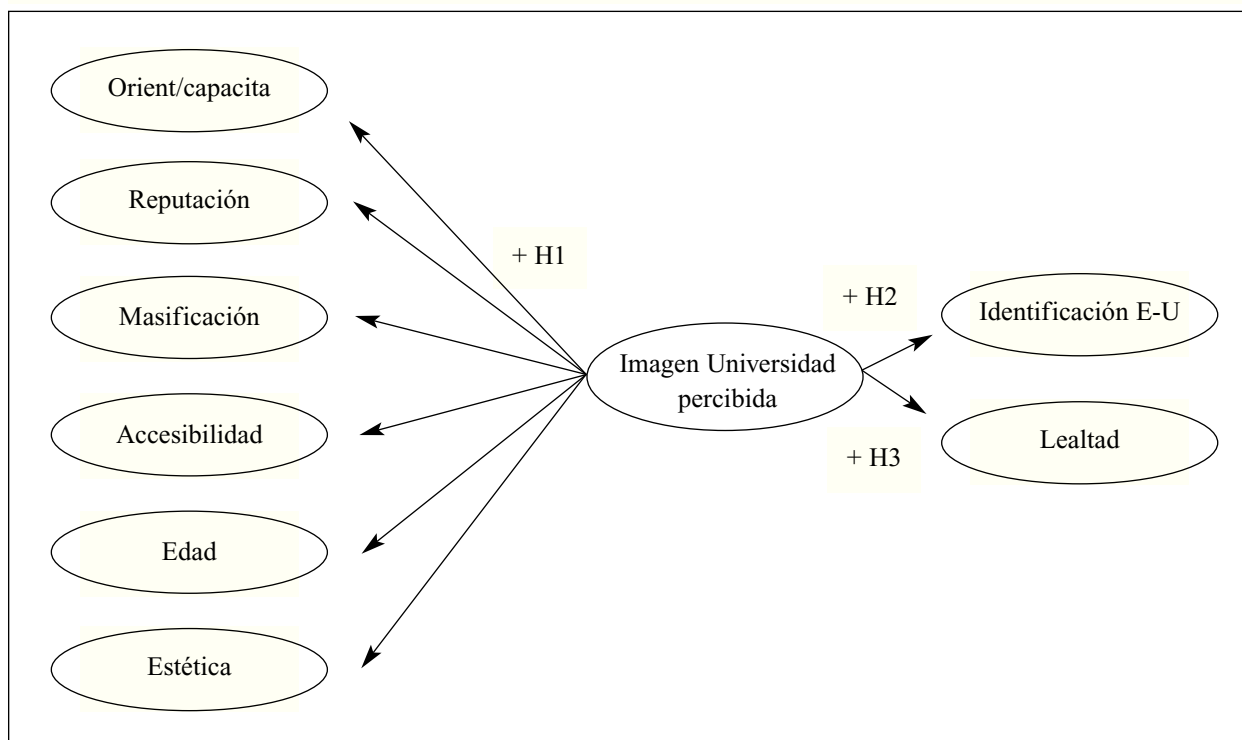 Orient/capacita
Reputación
+ H1
Masificación
Accesibilidad
Edad
Estética
Imagen Universidad
percibida
+ H2
Identificación E-U
+ H3
Lealtad